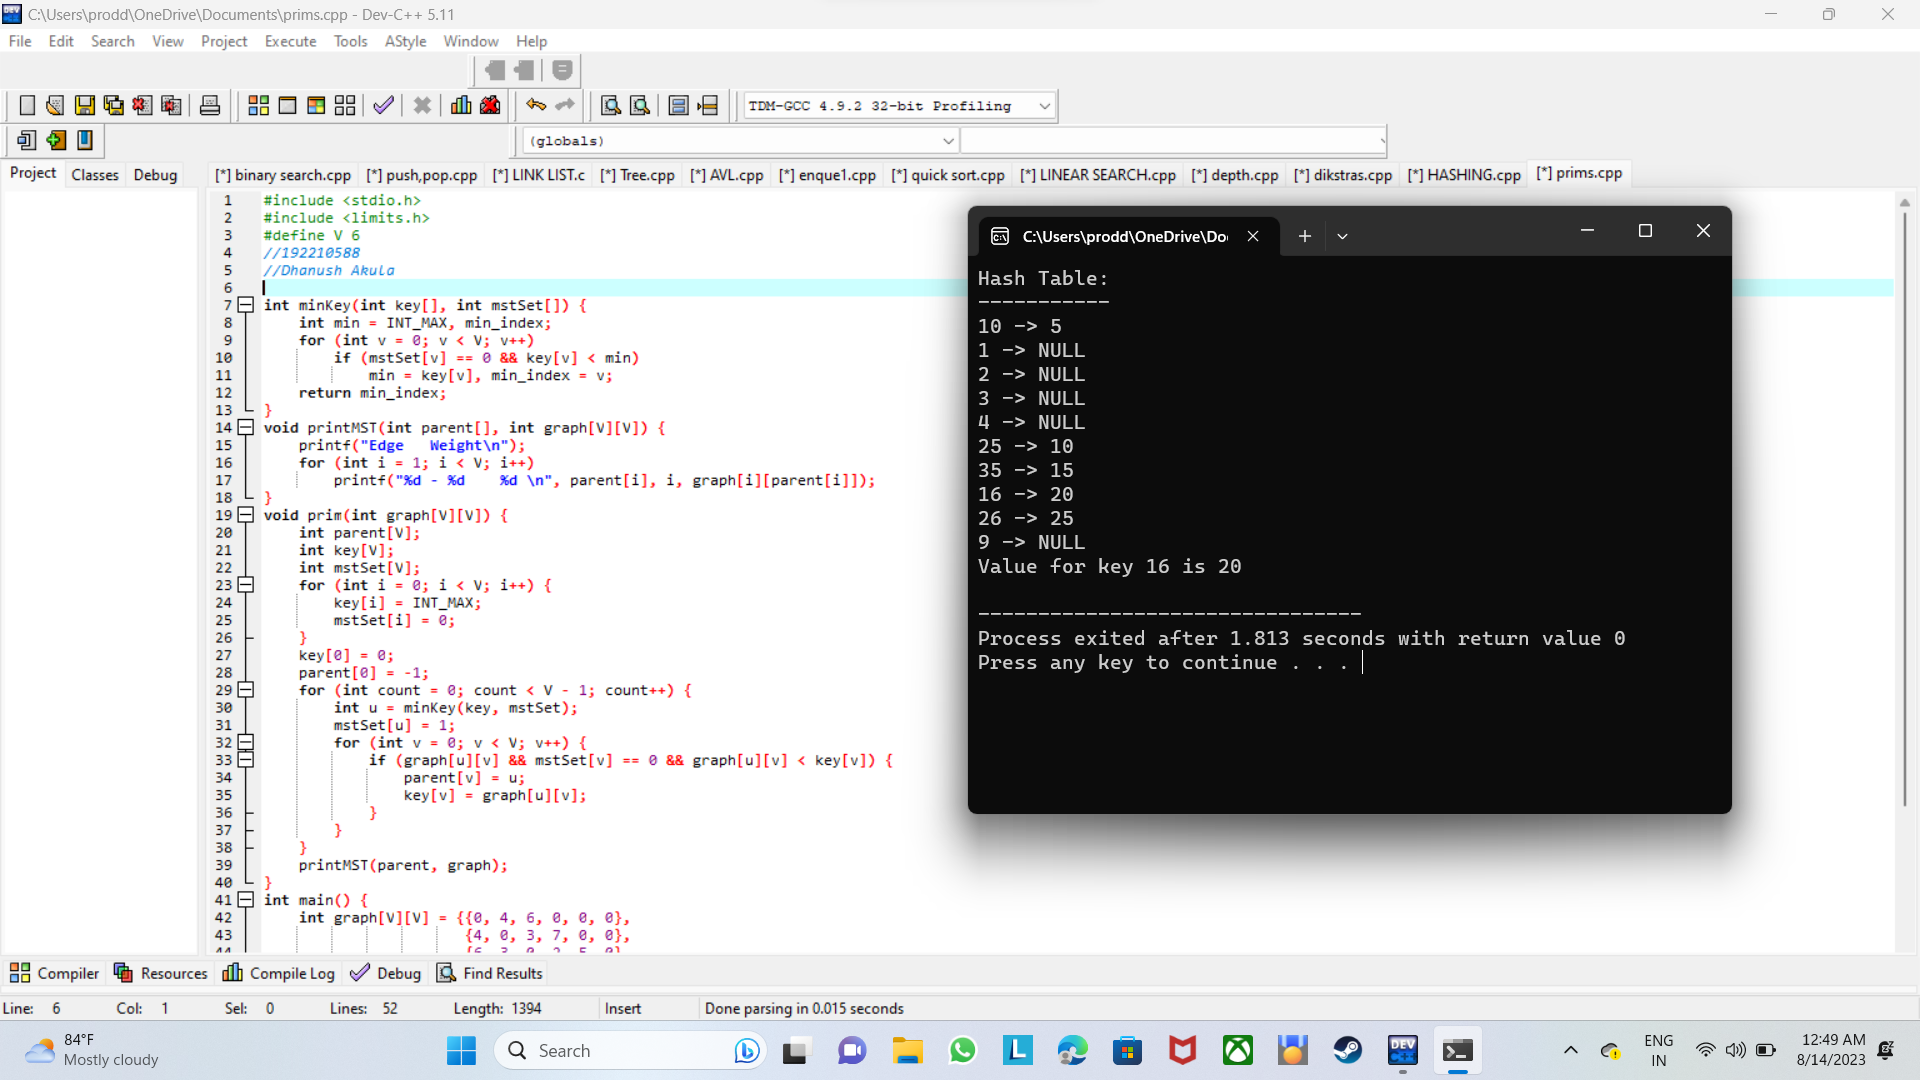 C:\Users\prodd\OneDrive\Documents\prims.cpp - Dev-C++ 5.11
File Edit Search View Project Execute Tools AStyle Window Help
TDM-GCC 4.9.2 32-bit Profiling
(globals)
Project Classes Debug
[*] binary search.cpp [*] push,pop.cpp [*] LINK LIST.c [*] Tree.cpp [*] AVL.cpp [*] enque1.cpp [*] quick sort.cpp [*] LINEAR SEARCH.cpp [*] depth.cpp [*] dikstras.cpp [*] HASHING.cpp [*] prims.cpp
1 #include <stdio.h>
2 #include <limits.h>
3 #define V 6
4 //192210588
5 //Dhanush Akula
6
7 int minKey(int key[], int mstSet[]) {
8 int min = INT_MAX, min_index;
9 for (int v = 0; v < V; v++)
10 if (mstSet[v] == 0 && key[v] < min)
11 min = key[v], min_index = v;
12 return min_index;
13 }
14 void printMST(int parent[], int graph[V][V]) {
15 printf("Edge   Weight\n");
16 for (int i = 1; i < V; i++)
17 printf("%d - %d    %d \n", parent[i], i, graph[i][parent[i]]);
18 }
19 void prim(int graph[V][V]) {
20 int parent[V];
21 int key[V];
22 int mstSet[V];
23 for (int i = 0; i < V; i++) {
24 key[i] = INT_MAX;
25 mstSet[i] = 0;
26 }
27 key[0] = 0;
28 parent[0] = -1;
29 for (int count = 0; count < V - 1; count++) {
30 int u = minKey(key, mstSet);
31 mstSet[u] = 1;
32 for (int v = 0; v < V; v++) {
33 if (graph[u][v] && mstSet[v] == 0 && graph[u][v] < key[v]) {
34 parent[v] = u;
35 key[v] = graph[u][v];
36 }
37 }
38 }
39 printMST(parent, graph);
40 }
41 int main() {
42 int graph[V][V] = {{0, 4, 6, 0, 0, 0},
43 {4, 0, 3, 7, 0, 0},
C:\Users\prodd\OneDrive\Do
Hash Table:
-----------
10 -> 5
1 -> NULL
2 -> NULL
3 -> NULL
4 -> NULL
25 -> 10
35 -> 15
16 -> 20
26 -> 25
9 -> NULL
Value for key 16 is 20
--------------------------------
Process exited after 1.813 seconds with return value 0
Press any key to continue . . .
Compiler Resources Compile Log Debug Find Results
Line: 6 Col: 1 Sel: 0 Lines: 52 Length: 1394 Insert Done parsing in 0.015 seconds
84°F
Mostly cloudy
Search
DEV
C++
ENG
IN
12:49 AM
8/14/2023